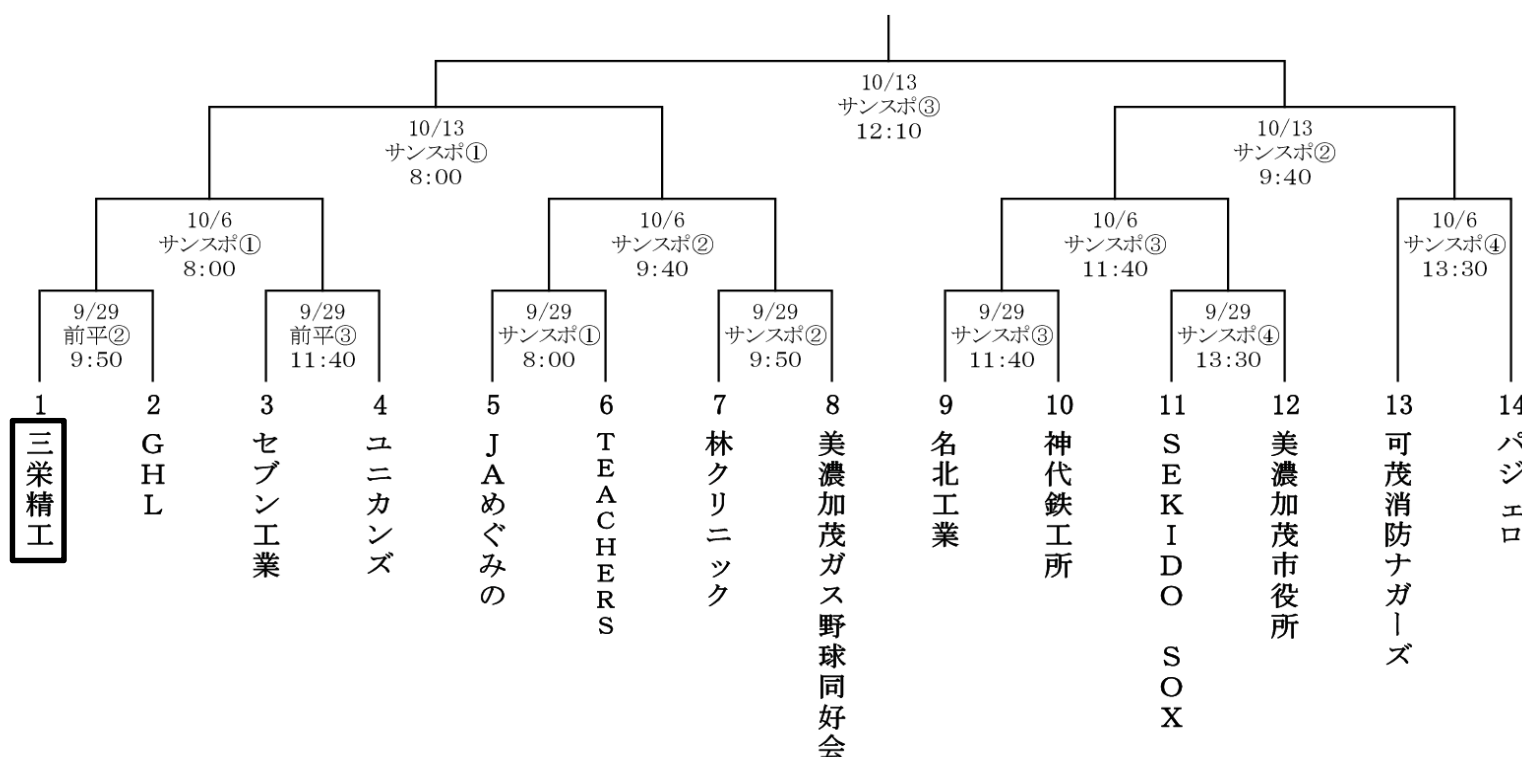 10/13
サンスポ③
12:10
10/13
サンスポ①
8:00
10/13
サンスポ②
9:40
10/6
サンスポ①
8:00
10/6
サンスポ②
9:40
10/6
サンスポ③
11:40
10/6
サンスポ④
13:30
9/29
前平②
9:50
9/29
前平③
11:40
9/29
サンスポ①
8:00
9/29
サンスポ②
9:50
9/29
サンスポ③
11:40
9/29
サンスポ④
13:30
1
三栄精工
2
GHL
3
セブン工業
4
ユニカンズ
5
JAめぐみの
6
TEACHERS
7
林クリニック
8
美濃加茂ガス野球同好会
9
名北工業
10
神代鉄工所
11
SEKIDO SOX
12
美濃加茂市役所
13
可茂消防ナガーズ
14
パジェロ